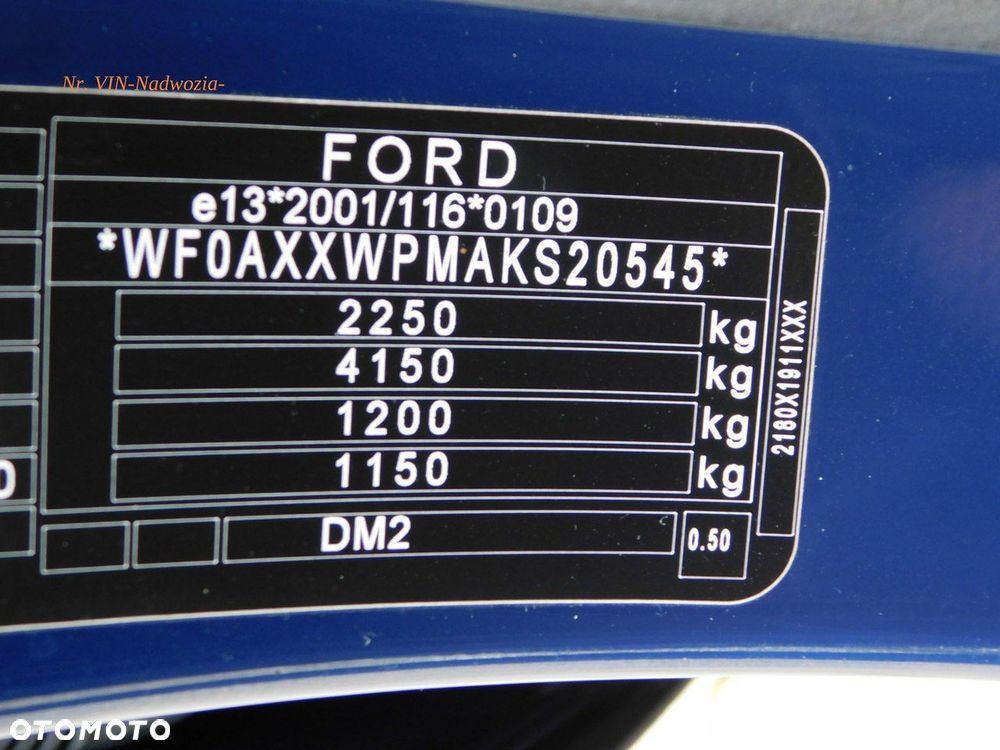 Nr. VIN-Nadwozia-
FORD
e13*2001/116*0109
*WF0AXXWPMAKS20545*
2250 kg
4150 kg
1200 kg
1150 kg
0
DM2
0.50
2180X1911XXX
OTOMOTO